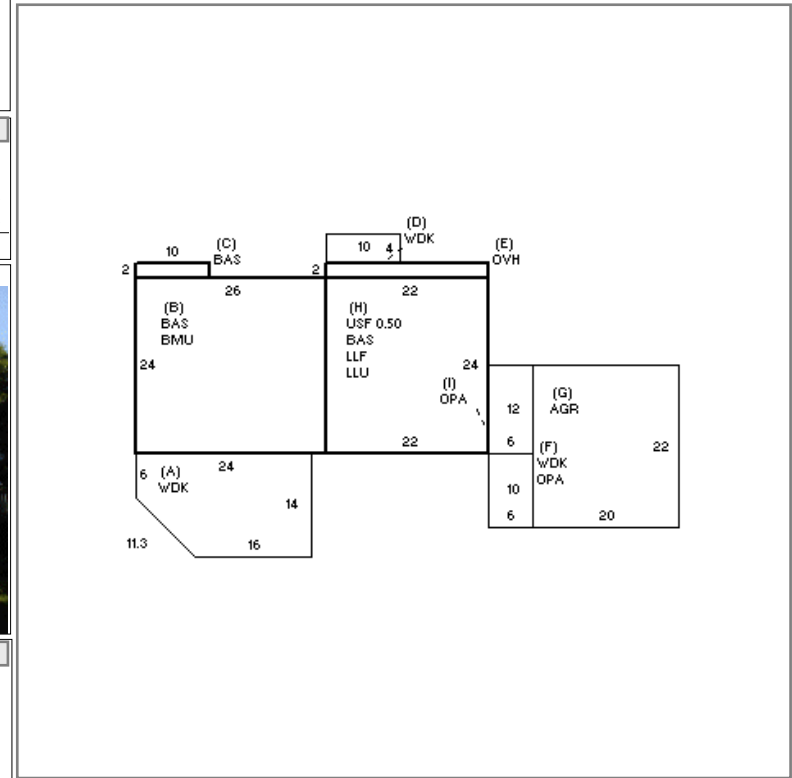 (D)
WDK
10
(C)
BAS
10
4
(E)
OVH
2
2
26
22
(B)
BAS
BMU
(H)
USF 0.50
BAS
LLF
LLU
24
24
(I)
OPA
12
(G)
AGR
6
22
22
(F)
WDK
OPA
6
(A)
WDK
24
14
10
6
20
11.3
16